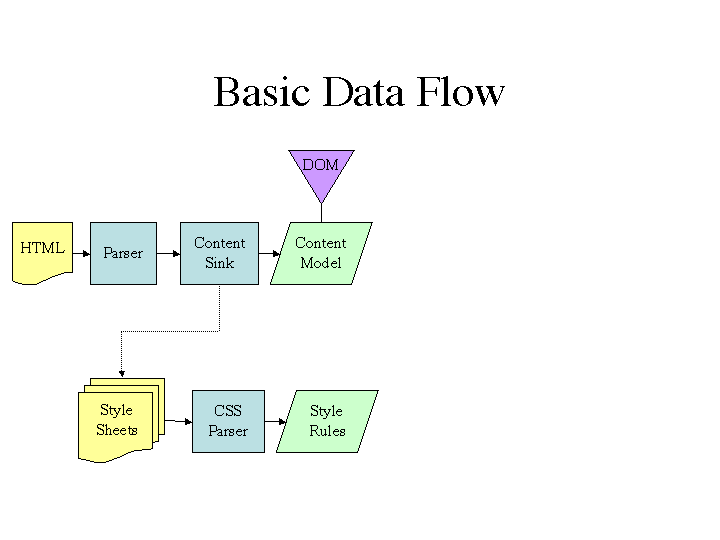 Basic Data Flow
DOM
HTML
Parser
Content
Sink
Content
Model
Style
Sheets
CSS
Parser
Style
Rules